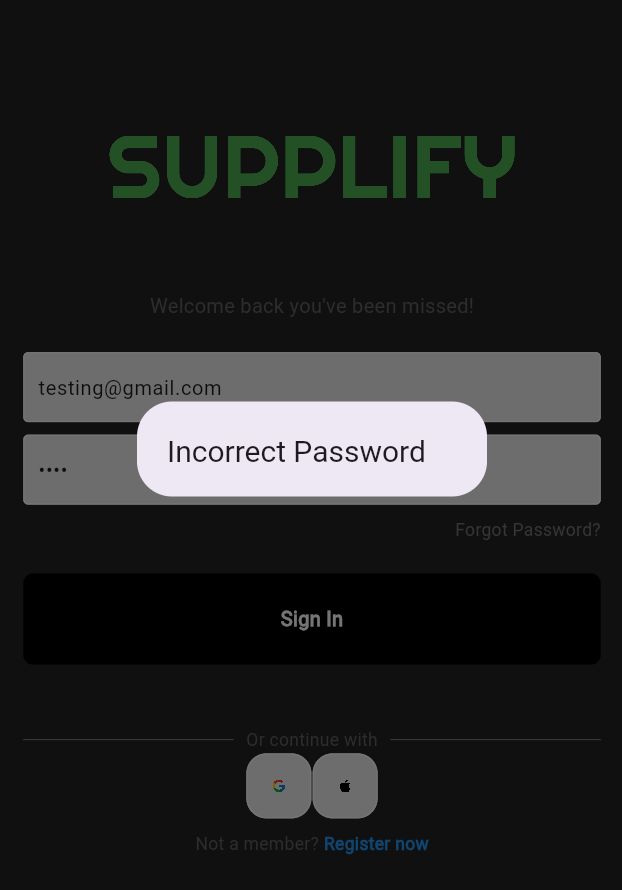 SUPPLIFY
Welcome back you've been missed!
testing@gmail.com
Incorrect Password
••••
Forgot Password?
Sign In
Or continue with
Not a member? Register now